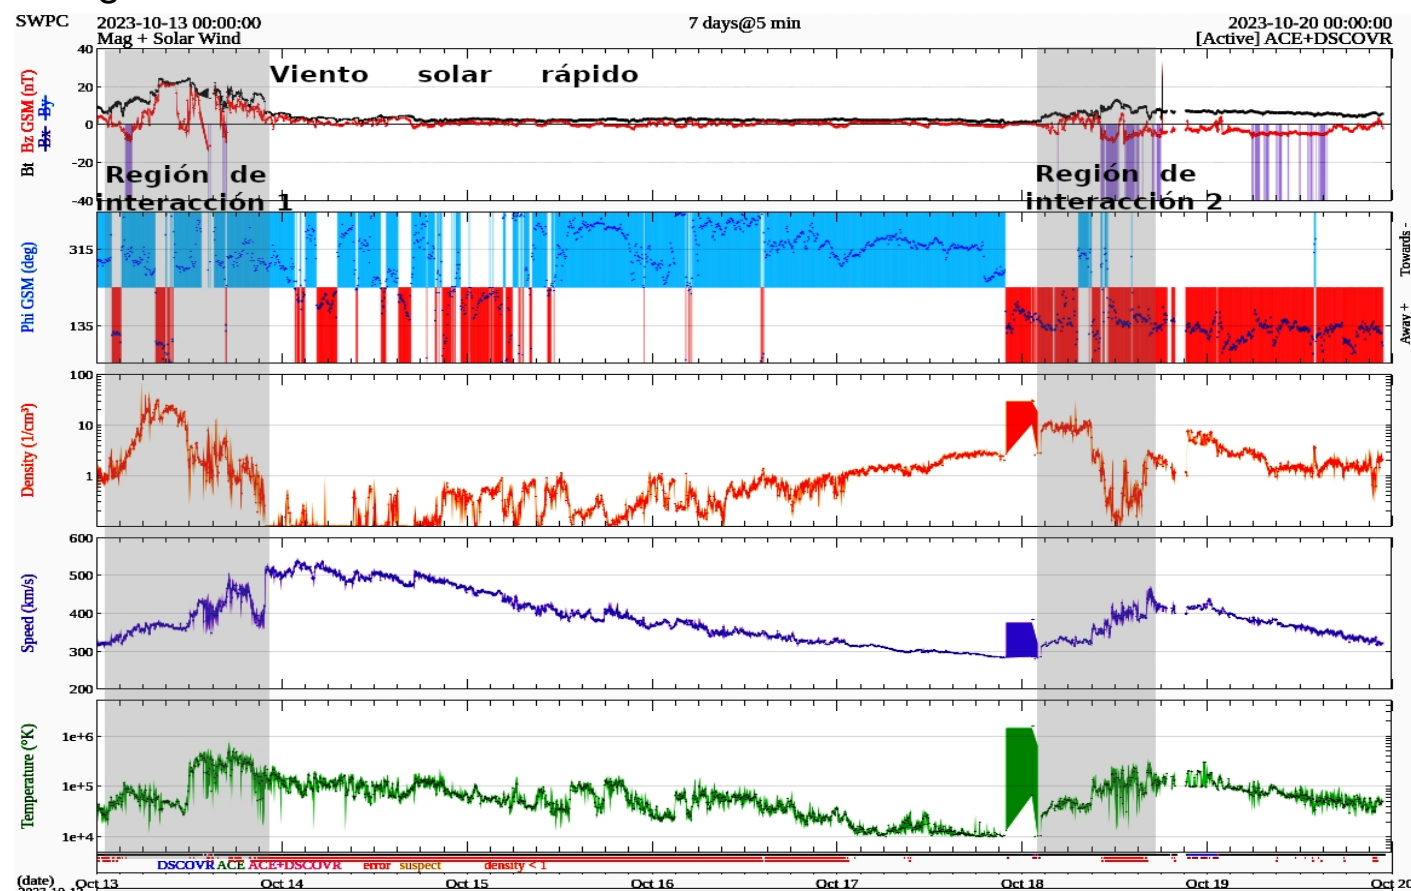 SWPC 2023-10-13 00:00:00 7 days@5 min 2023-10-20 00:00:00
Mag + Solar Wind [Active] ACE+DSCOVR
Bt Bz GSM (nT)
Bx By
40
20
0
-20
-40
Viento solar rápido
Región de
interacción 1
Región de
interacción 2
Phi GSM (deg)
315
135
Towards -
Away +
Density (1/cm³)
100
10
1
Speed (km/s)
600
500
400
300
200
Temperature (°K)
1e+6
1e+5
1e+4
DSCOVR ACE ACE+DSCOVR error suspect density < 1
(date) Oct 13 Oct 14 Oct 15 Oct 16 Oct 17 Oct 18 Oct 19 Oct 20